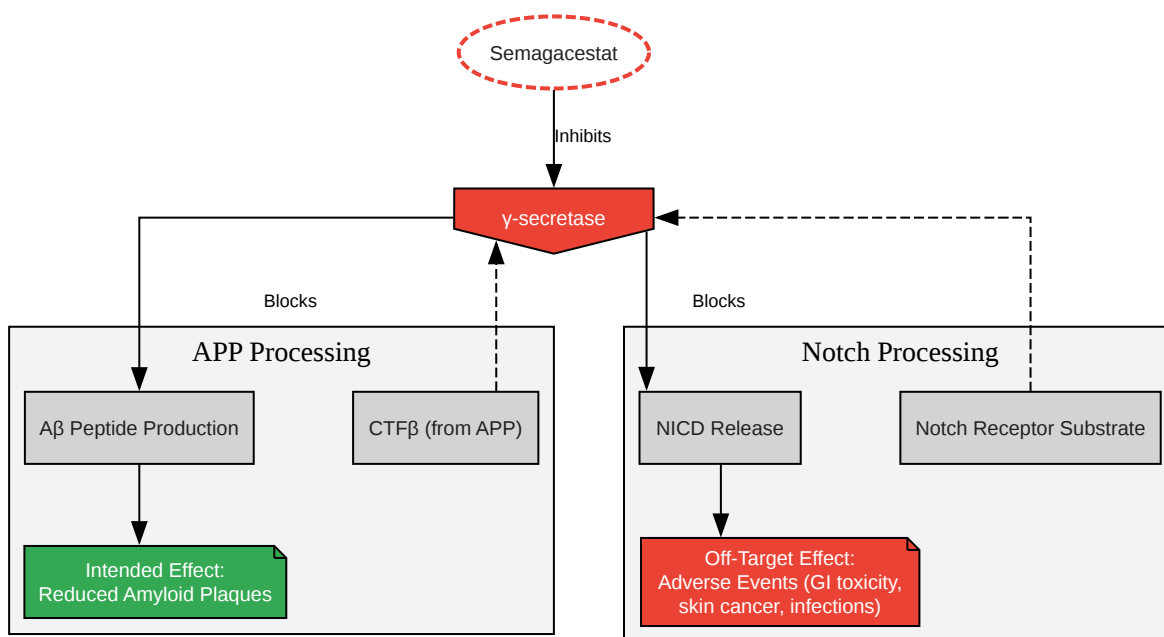 Semagacestat
Inhibits
γ-secretase
Blocks
Blocks
APP Processing
Notch Processing
Aβ Peptide Production
CTFβ (from APP)
NICD Release
Notch Receptor Substrate
Intended Effect:
Reduced Amyloid Plaques
Off-Target Effect:
Adverse Events (GI toxicity,
skin cancer, infections)